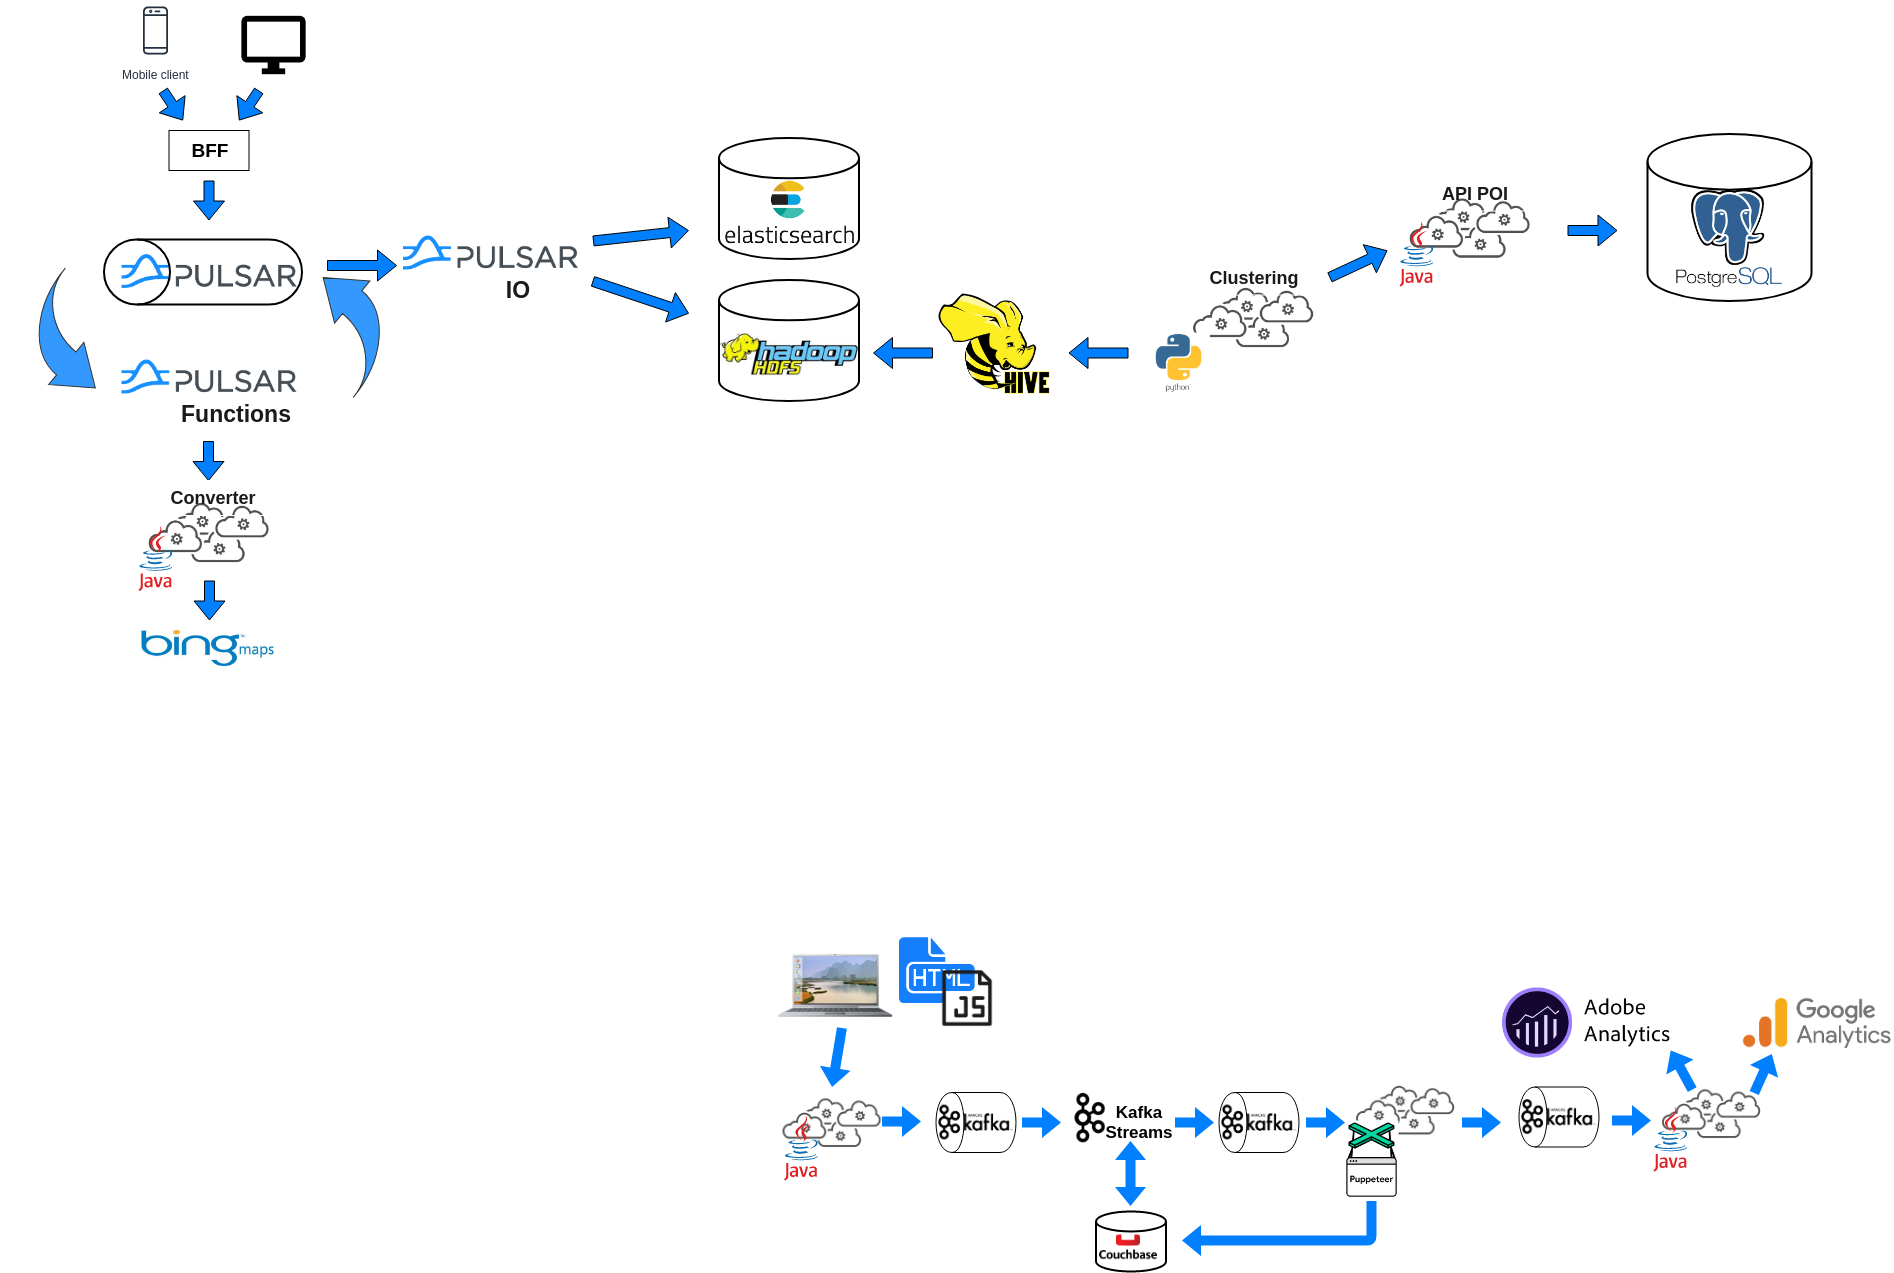 Mobile client
BFF
PULSAR
PULSAR
IO
PULSAR
Functions
Converter
Java
bing
maps
elasticsearch
hadoop
HDFS
HIVE
Clustering
python
API POI
Java
PostgreSQL
HTML
JS
Java
kafka
Kafka
Streams
Couchbase
kafka
Puppeteer
kafka
Java
Adobe
Analytics
Google
Analytics